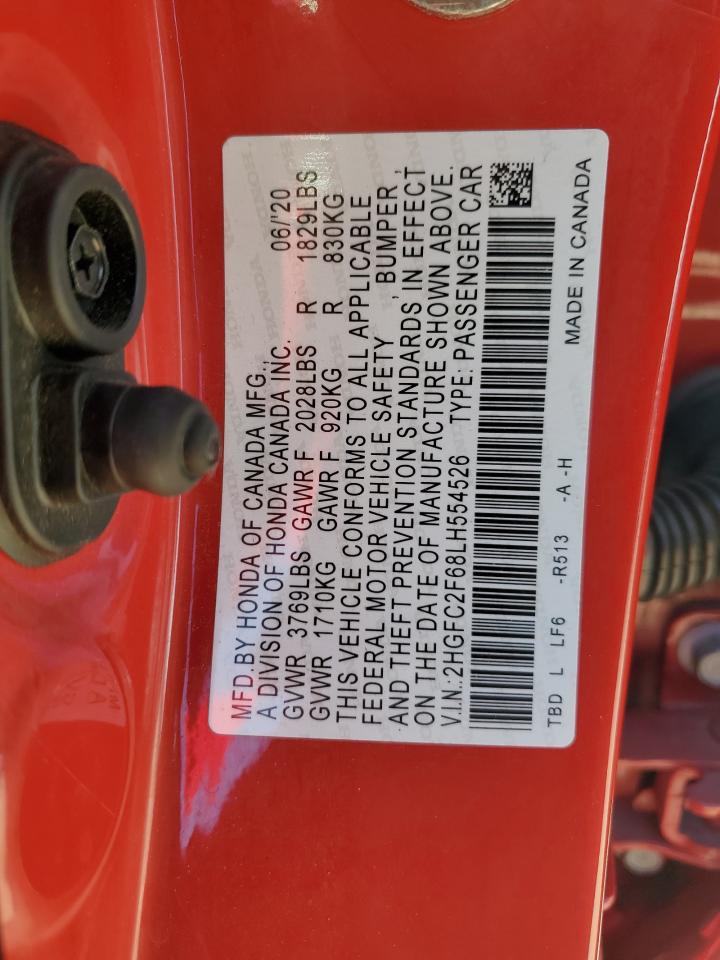 MFD. BY HONDA OF CANADA MFG.,
A DIVISION OF HONDA CANADA INC. 06/'20
GVWR 3769LBS GAWR F 2028LBS R 1829LBS
GVWR 1710KG GAWR F 920KG R 830KG
THIS VEHICLE CONFORMS TO ALL APPLICABLE
FEDERAL MOTOR VEHICLE SAFETY , BUMPER ,
AND THEFT PREVENTION STANDARDS IN EFFECT
ON THE DATE OF MANUFACTURE SHOWN ABOVE.
V.I.N.:2HGFC2F68LH554526 TYPE: PASSENGER CAR
TBD L LF6 -R513 -A -H MADE IN CANADA